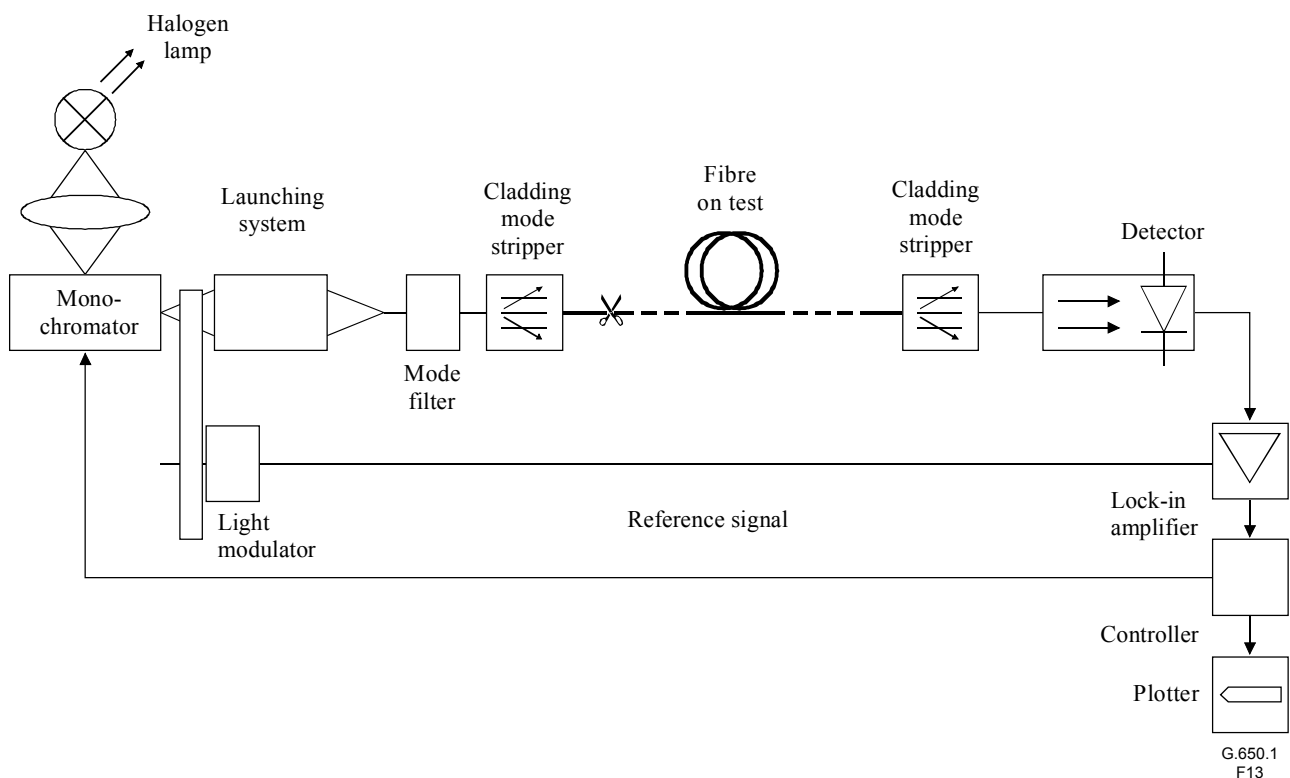 Halogen
lamp
Launching
system
Cladding
mode
stripper
Fibre
on test
Cladding
mode
stripper
Detector
Mono-
chromator
Mode
filter
Light
modulator
Reference signal
Lock-in
amplifier
Controller
Plotter
G.650.1
F13